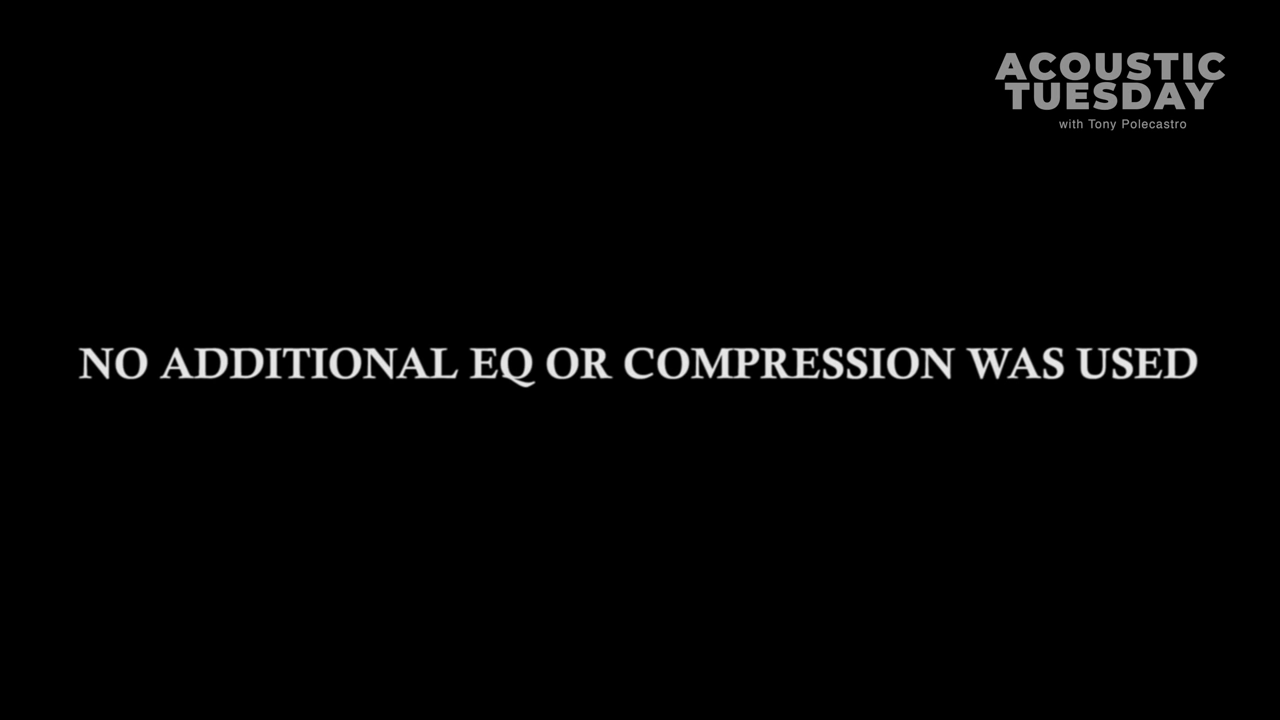 ACOUSTIC
TUESDAY
with Tony Polecastro
NO ADDITIONAL EQ OR COMPRESSION WAS USED